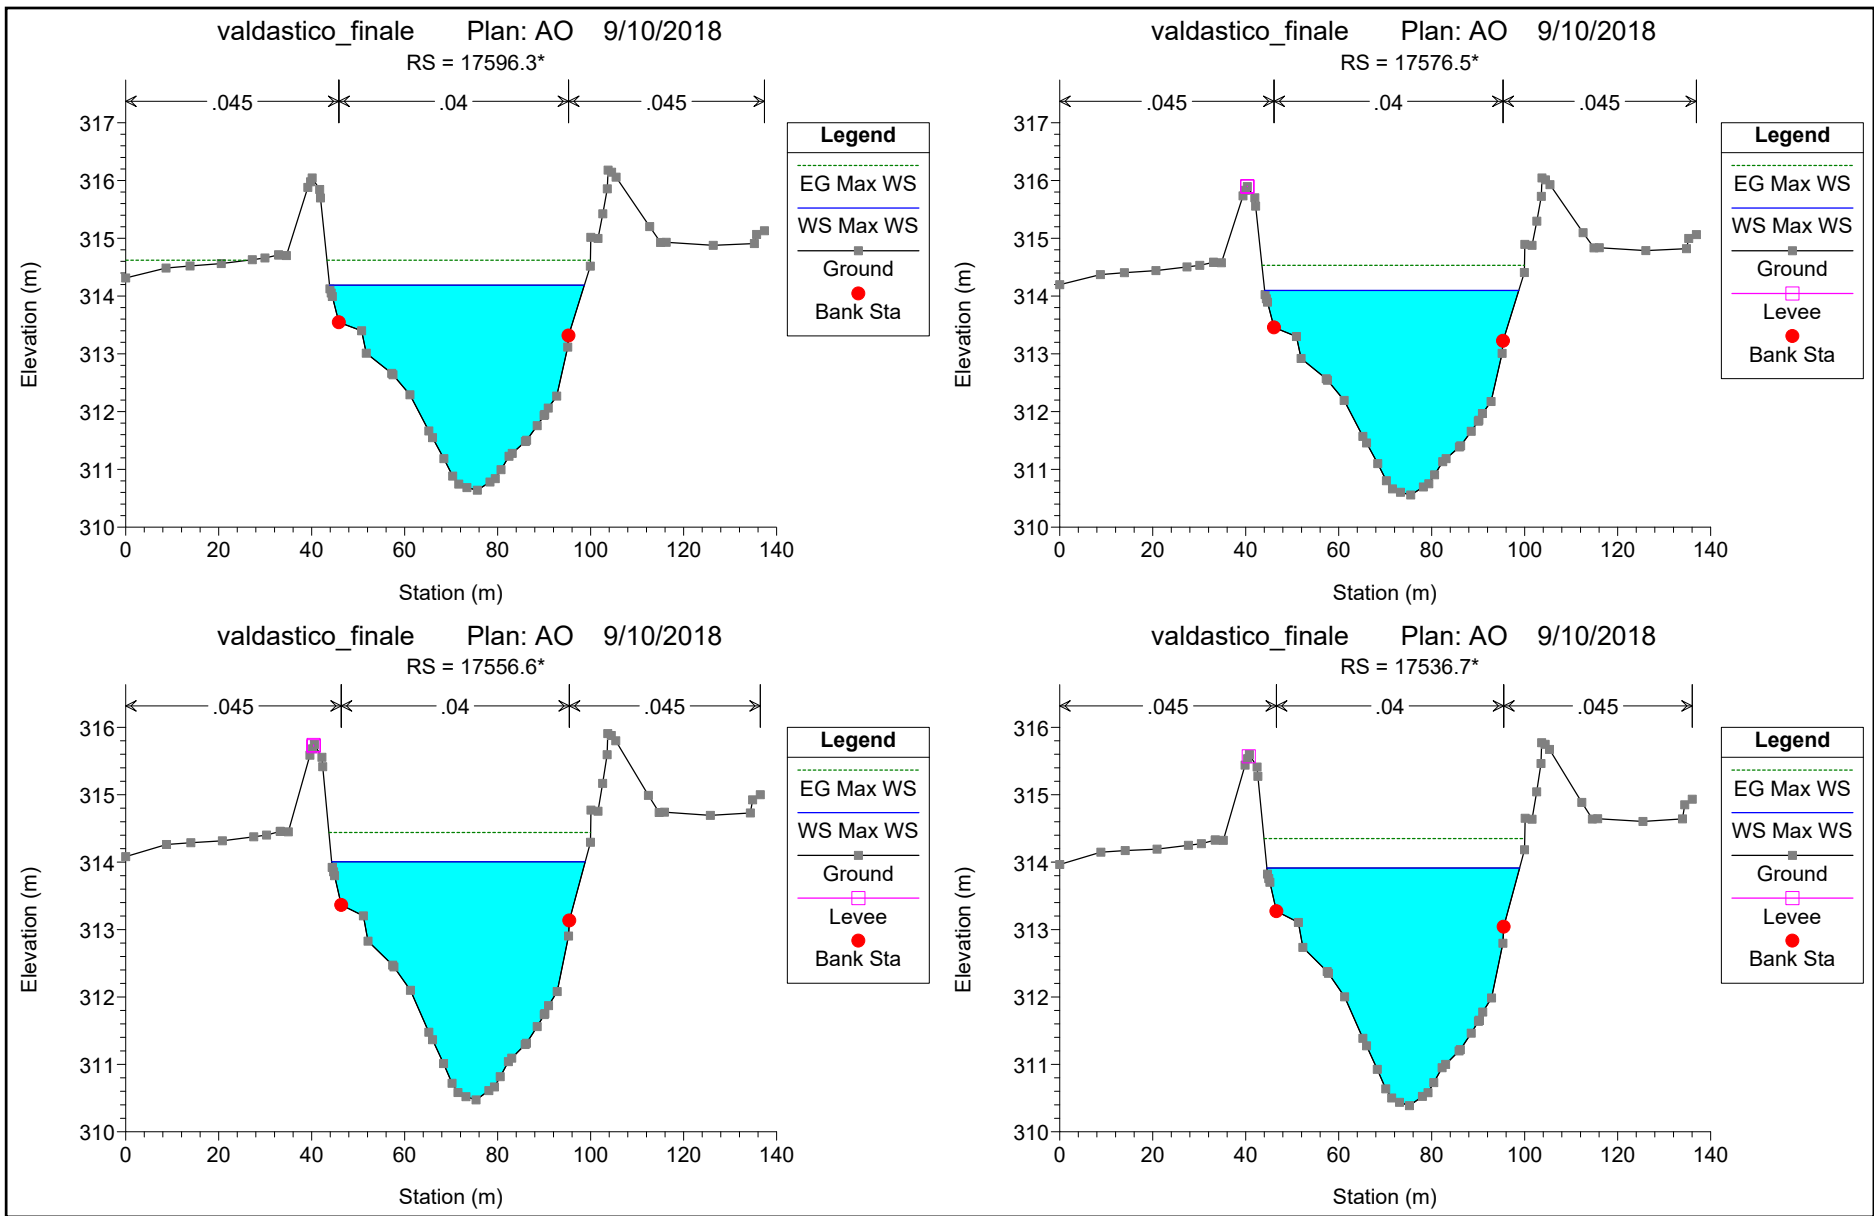 valdastico_finale Plan: AO 9/10/2018
RS = 17596.3*
.045 .04 .045
317
316
315
314
313
312
311
310
Elevation (m)
0 20 40 60 80 100 120 140
Station (m)
Legend
EG Max WS
WS Max WS
Ground
Bank Sta
valdastico_finale Plan: AO 9/10/2018
RS = 17576.5*
.045 .04 .045
317
316
315
314
313
312
311
310
Elevation (m)
0 20 40 60 80 100 120 140
Station (m)
Legend
EG Max WS
WS Max WS
Ground
Levee
Bank Sta
valdastico_finale Plan: AO 9/10/2018
RS = 17556.6*
.045 .04 .045
316
315
314
313
312
311
310
Elevation (m)
0 20 40 60 80 100 120 140
Station (m)
Legend
EG Max WS
WS Max WS
Ground
Levee
Bank Sta
valdastico_finale Plan: AO 9/10/2018
RS = 17536.7*
.045 .04 .045
316
315
314
313
312
311
310
Elevation (m)
0 20 40 60 80 100 120 140
Station (m)
Legend
EG Max WS
WS Max WS
Ground
Levee
Bank Sta